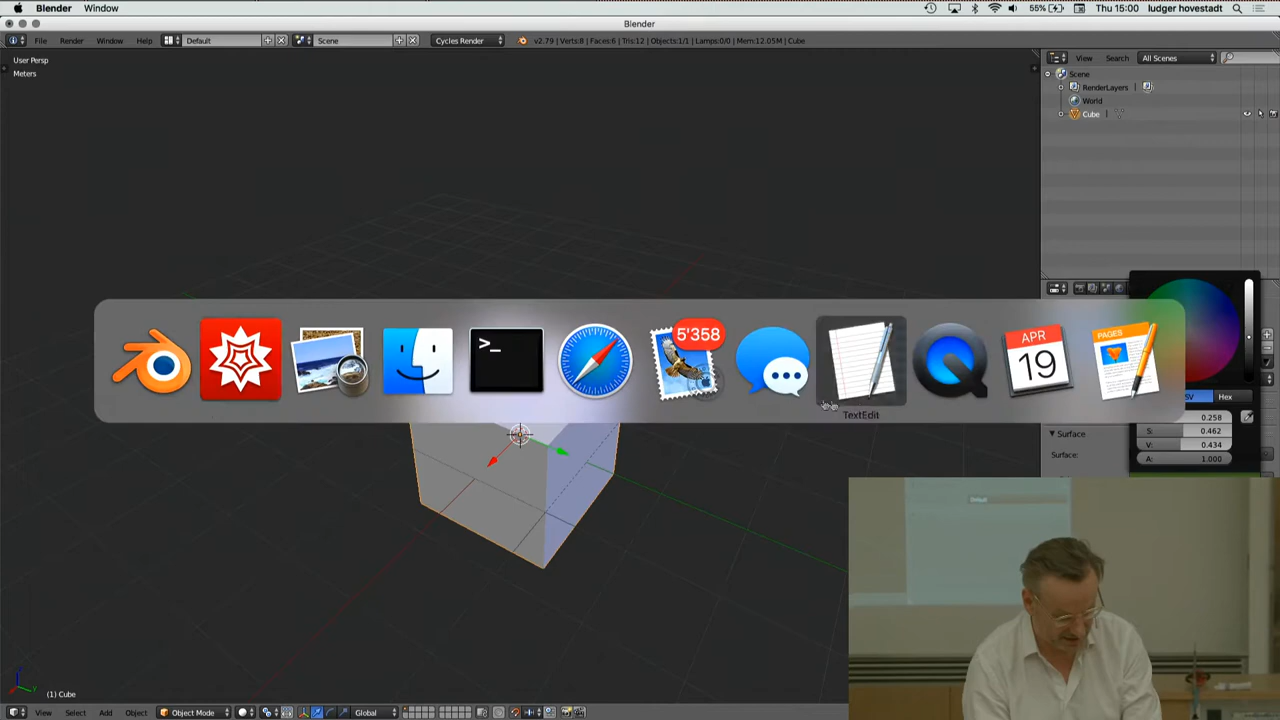 Blender Window 55% Thu 15:00 ludger hovestadt
Blender
File Render Window Help Default Scene Cycles Render v2.79 | Verts:8 | Faces:6 | Tris:12 | Objects:1/1 | Lamps:0/0 | Mem:12.05M | Cube
User Persp
Meters
View Search All Scenes
Scene
RenderLayers |
World
Cube |
5'358
>_
APR
19
PAGES
TextEdit
SV Hex
0.258
S: 0.462
V: 0.434
A: 1.000
Surface
Surface:
Default
(1) Cube
View Select Add Object Object Mode Global